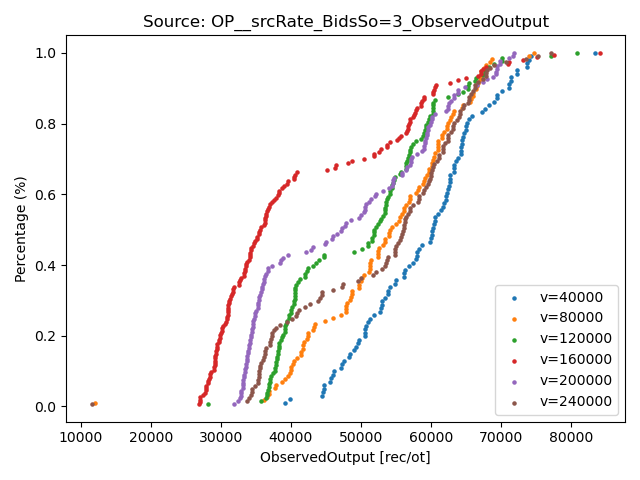 Source: OP__srcRate_BidsSo=3_ObservedOutput
1.0
0.8
0.6
0.4
0.2
0.0
Percentage (%)
v=40000
v=80000
v=120000
v=160000
v=200000
v=240000
10000 20000 30000 40000 50000 60000 70000 80000
ObservedOutput [rec/ot]